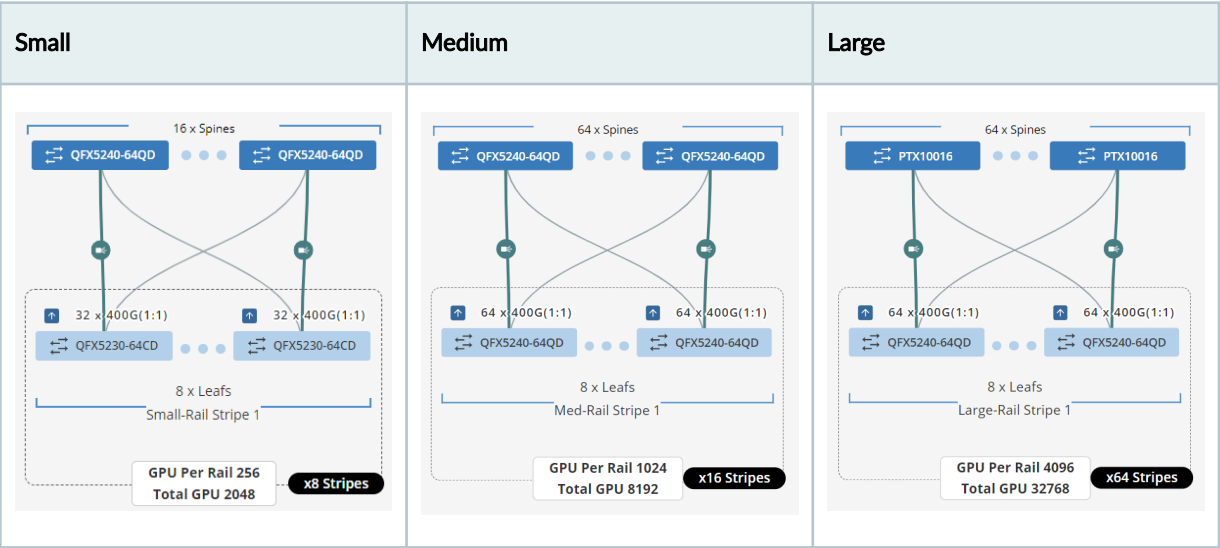 Small
16 x Spines
QFX5240-64QD
QFX5240-64QD
32 x 400G(1:1)
32 x 400G(1:1)
QFX5230-64CD
QFX5230-64CD
8 x Leafs
Small-Rail Stripe 1
GPU Per Rail 256
Total GPU 2048
x8 Stripes
Medium
64 x Spines
QFX5240-64QD
QFX5240-64QD
64 x 400G(1:1)
64 x 400G(1:1)
QFX5240-64QD
QFX5240-64QD
8 x Leafs
Med-Rail Stripe 1
GPU Per Rail 1024
Total GPU 8192
x16 Stripes
Large
64 x Spines
PTX10016
PTX10016
64 x 400G(1:1)
64 x 400G(1:1)
QFX5240-64QD
QFX5240-64QD
8 x Leafs
Large-Rail Stripe 1
GPU Per Rail 4096
Total GPU 32768
x64 Stripes